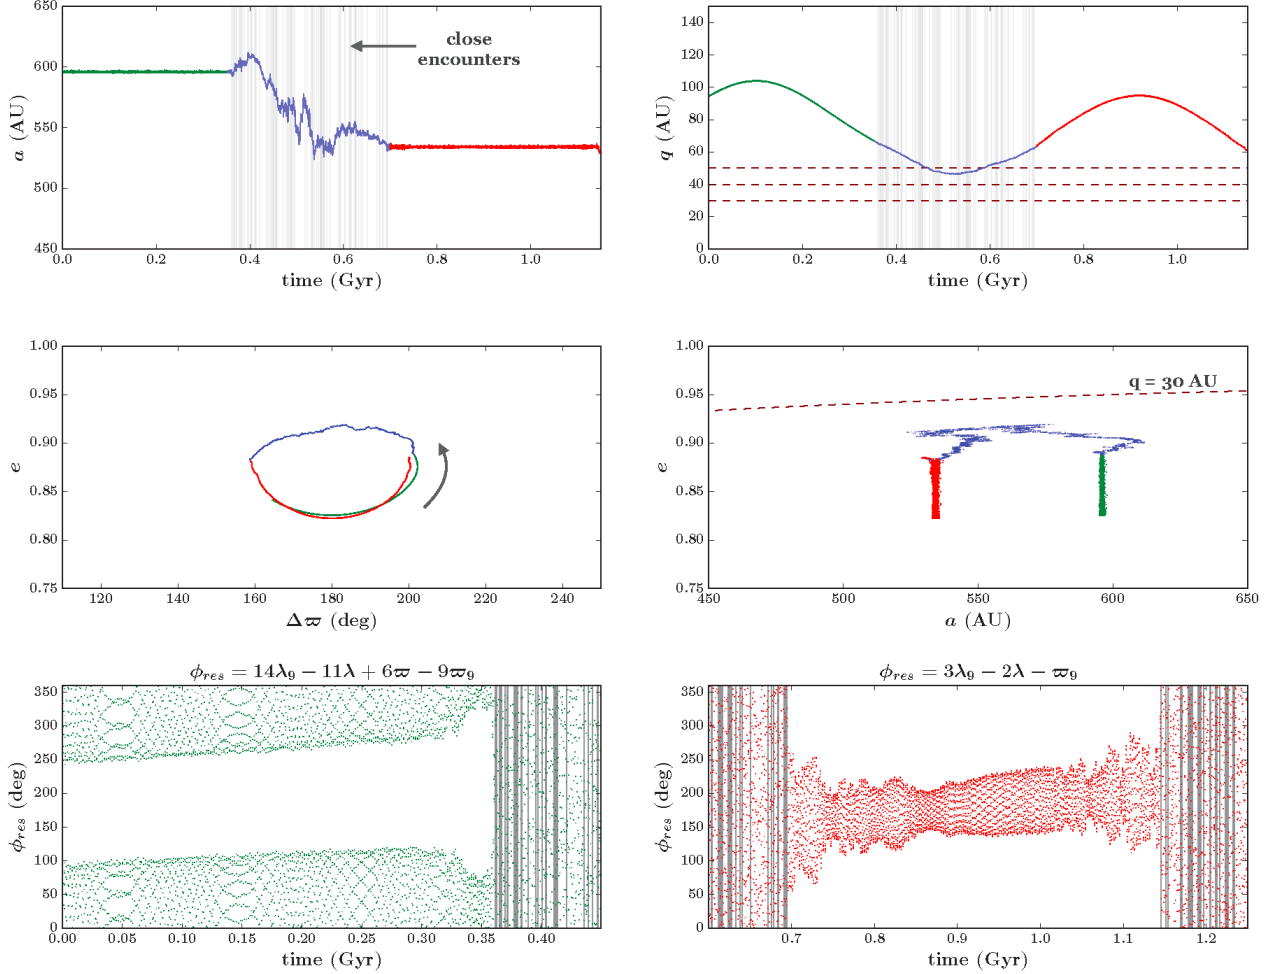 650
600
550
500
450
a (AU)
close
encounters
0.0 0.2 0.4 0.6 0.8 1.0
time (Gyr)
140
120
100
80
60
40
20
0
q (AU)
0.0 0.2 0.4 0.6 0.8 1.0
time (Gyr)
1.00
0.95
0.90
0.85
0.80
0.75
e
120 140 160 180 200 220 240
Δϖ (deg)
1.00
0.95
0.90
0.85
0.80
0.75
e
q = 30 AU
450 500 550 600 650
a (AU)
ϕres = 14λ9 − 11λ + 6ϖ − 9ϖ9
350
300
250
200
150
100
50
0
ϕres (deg)
0.00 0.05 0.10 0.15 0.20 0.25 0.30 0.35 0.40
time (Gyr)
ϕres = 3λ9 − 2λ − ϖ9
350
300
250
200
150
100
50
0
ϕres (deg)
0.7 0.8 0.9 1.0 1.1 1.2
time (Gyr)